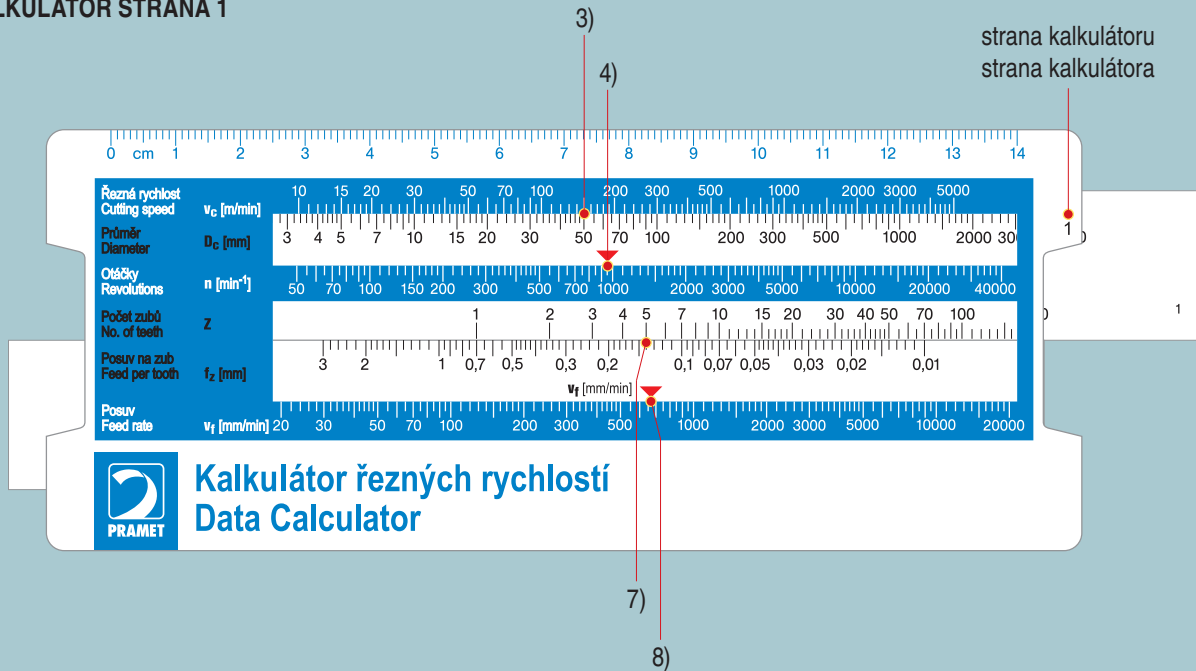 LKULÁTOR STRANA 1
3)
4)
strana kalkulátoru
strana kalkulátora
0 cm 1 2 3 4 5 6 7 8 9 10 11 12 13 14
Řezná rychlost
Cutting speed vc [m/min] 10 15 20 30 50 70 100 200 300 500 1000 2000 3000 5000
Průměr
Diameter Dc [mm] 3 4 5 7 10 15 20 30 50 70 100 200 300 500 1000 2000 30
1
Otáčky
Revolutions n [min-1] 50 70 100 150 200 300 500 700 1000 2000 3000 5000 10000 20000 40000
Počet zubů
No. of teeth Z 1 2 3 4 5 7 10 15 20 30 40 50 70 100
1
Posuv na zub
Feed per tooth fz [mm] 3 2 1 0,7 0,5 0,3 0,2 0,1 0,07 0,05 0,03 0,02 0,01
vf [mm/min]
Posuv
Feed rate vf [mm/min] 20 30 50 70 100 200 300 500 1000 2000 3000 5000 10000 20000
PRAMET
Kalkulátor řezných rychlostí
Data Calculator
7)
8)